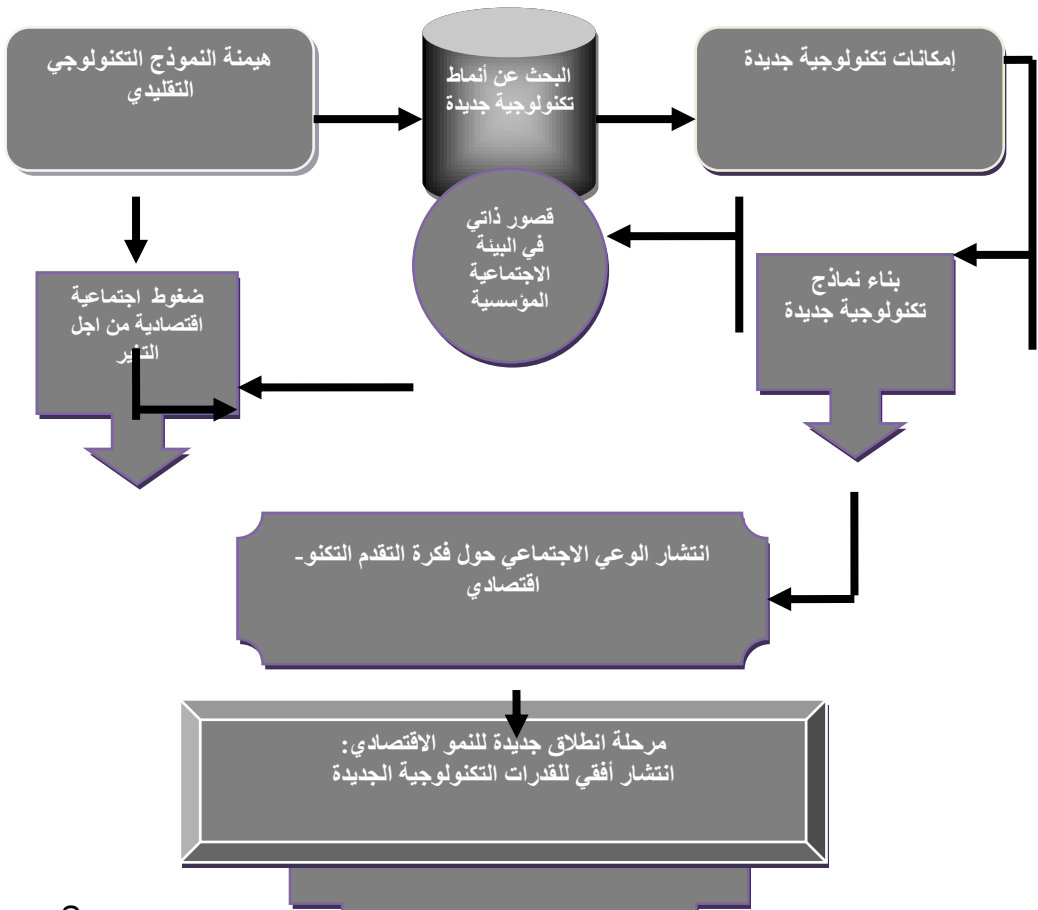 هيمنة النموذج التكنولوجي
التقليدي
البحث عن أنماط
تكنولوجية جديدة
إمكانات تكنولوجية جديدة
قصور ذاتي
في البيئة
الاجتماعية
المؤسسية
ضغوط اجتماعية
اقتصادية من اجل
التغير
بناء نماذج
تكنولوجية جديدة
انتشار الوعي الاجتماعي حول فكرة التقدم التكنو-
اقتصادي
مرحلة انطلاق جديدة للنمو الاقتصادي:
انتشار أفقي للقدرات التكنولوجية الجديدة